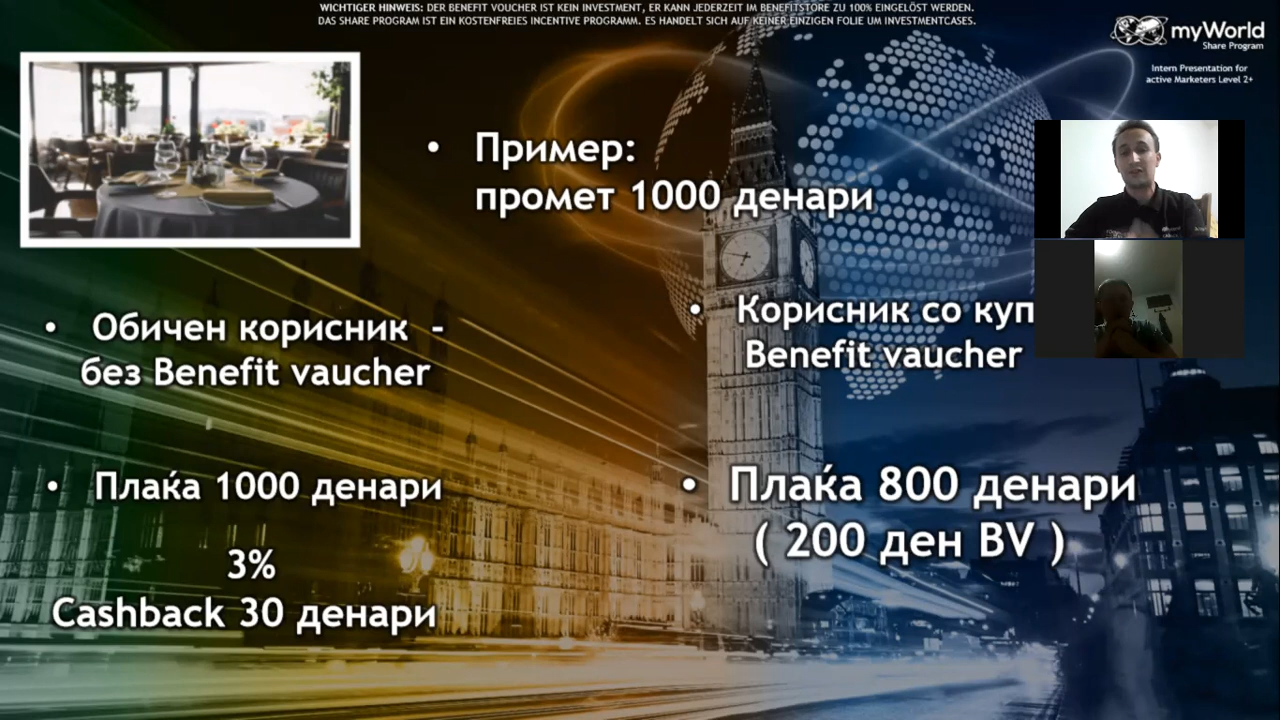 WICHTIGER HINWEIS: DER BENEFIT VOUCHER IST KEIN INVESTMENT, ER KANN JEDERZEIT IM BENEFITSTORE ZU 100% EINGELÖST WERDEN.
DAS SHARE PROGRAM IST EIN KOSTENFREIES INCENTIVE PROGRAMM. ES HANDELT SICH AUF KEINER EINZIGEN FOLIE UM INVESTMENTCASES.
myWorld
Share Program
Intern Presentation for
active Marketers Level 2+
• Пример:
промет 1000 денари
• Обичен корисник -
без Benefit vaucher
• Плаќа 1000 денари
3%
Cashback 30 денари
• Корисник со куп
Benefit vaucher
• Плаќа 800 денари
( 200 ден BV )